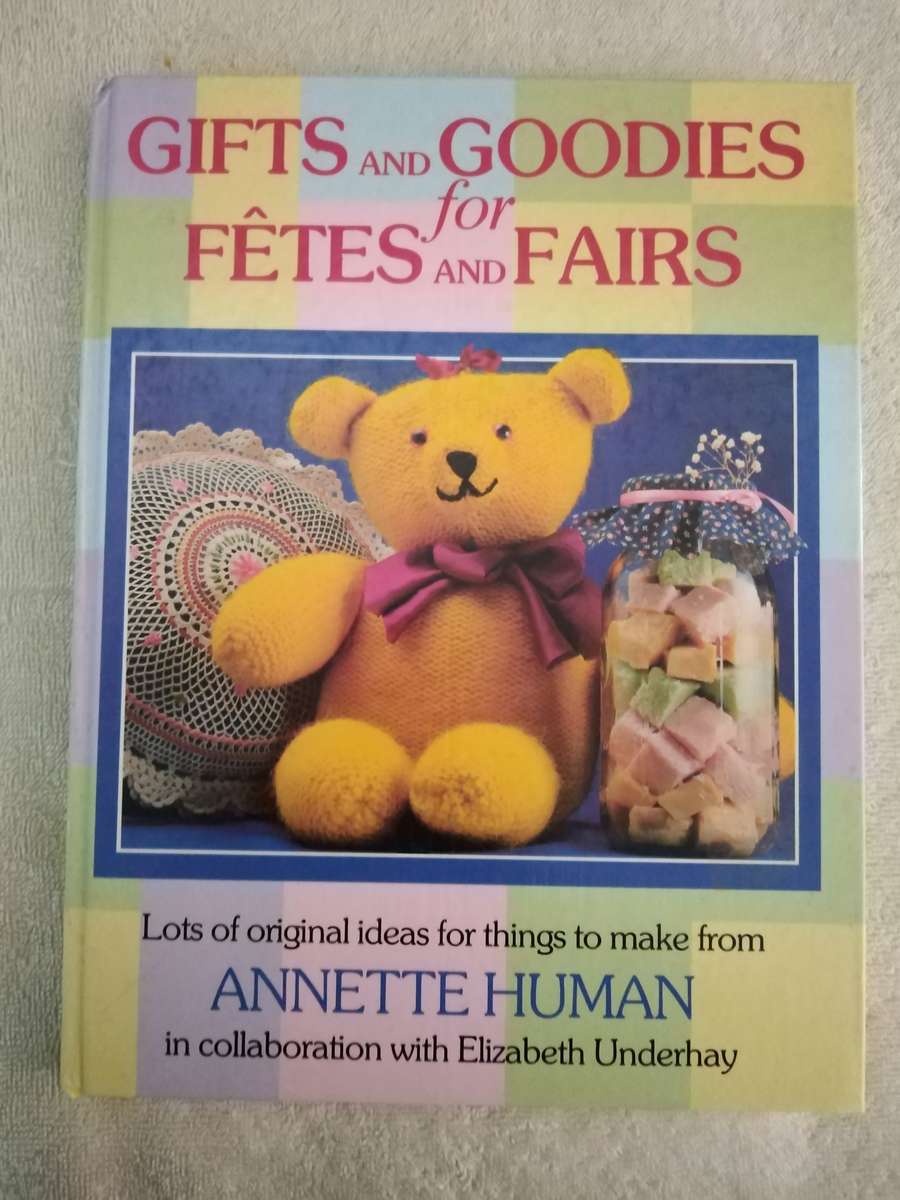 GIFTS AND GOODIES
for
FÊTES AND FAIRS
Lots of original ideas for things to make from
ANNETTE HUMAN
in collaboration with Elizabeth Underhay